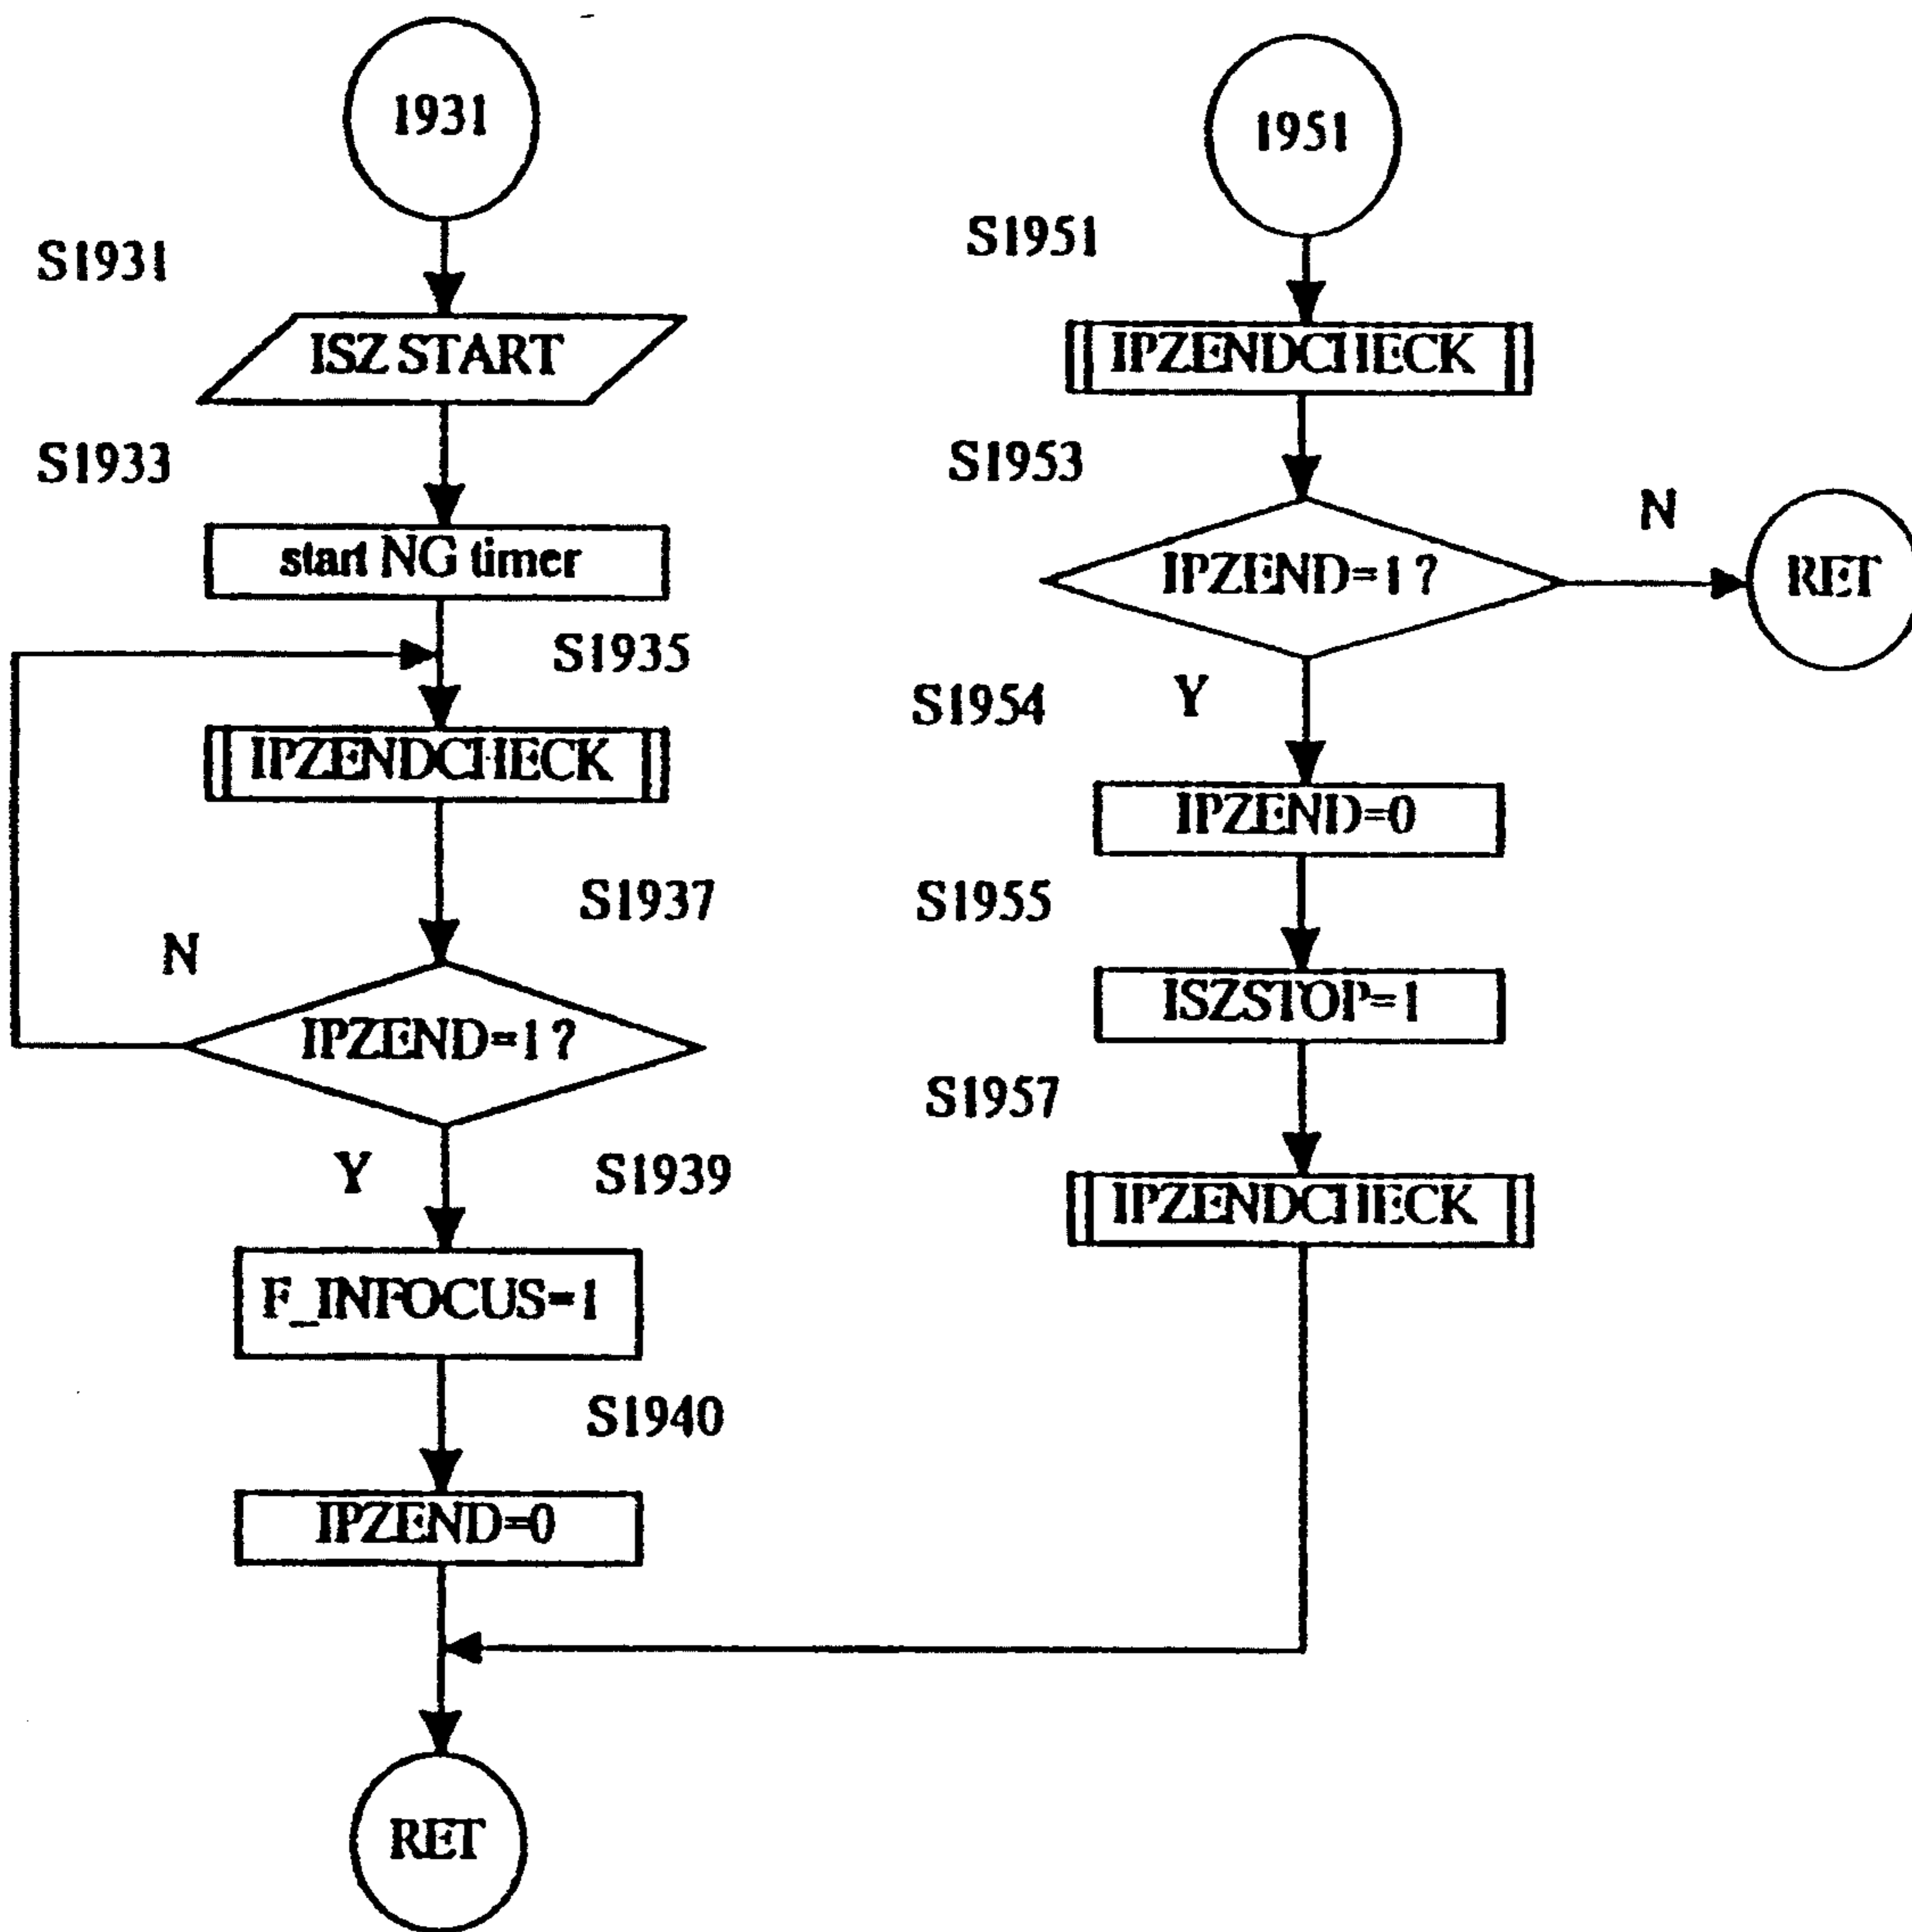 1931
S1931
ISZ START
S1933
start NG timer
S1935
IPZENDCHECK
S1937
N
IPZEND=1 ?
Y
S1939
F_INFOCUS=1
S1940
IPZEND=0
RET
1951
S1951
IPZENDCHECK
S1953
IPZEND=1 ?
N
RET
S1954
Y
IPZEND=0
S1955
ISZSTOP=1
S1957
IPZENDCHECK